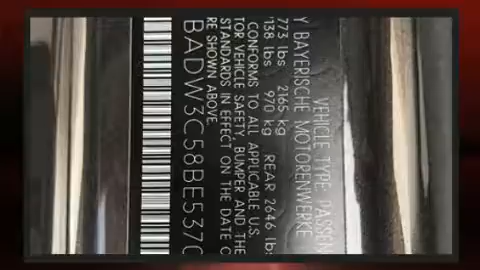 VEHICLE TYPE: PASSEN
Y BAYERISCHE MOTORENWERKE
773 lbs 2165 kg
138 lbs 970 kg REAR 2646 lb
CONFORMS TO ALL APPLICABLE U.S.
TOR VEHICLE SAFETY, BUMPER AND THE
STANDARDS IN EFFECT ON THE DATE O
RE SHOWN ABOVE.
BADW3C58BE537